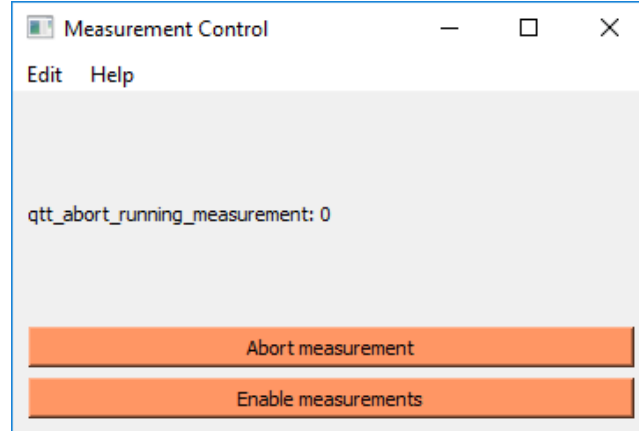 Measurement Control
Edit Help
qtt_abort_running_measurement: 0
Abort measurement
Enable measurements